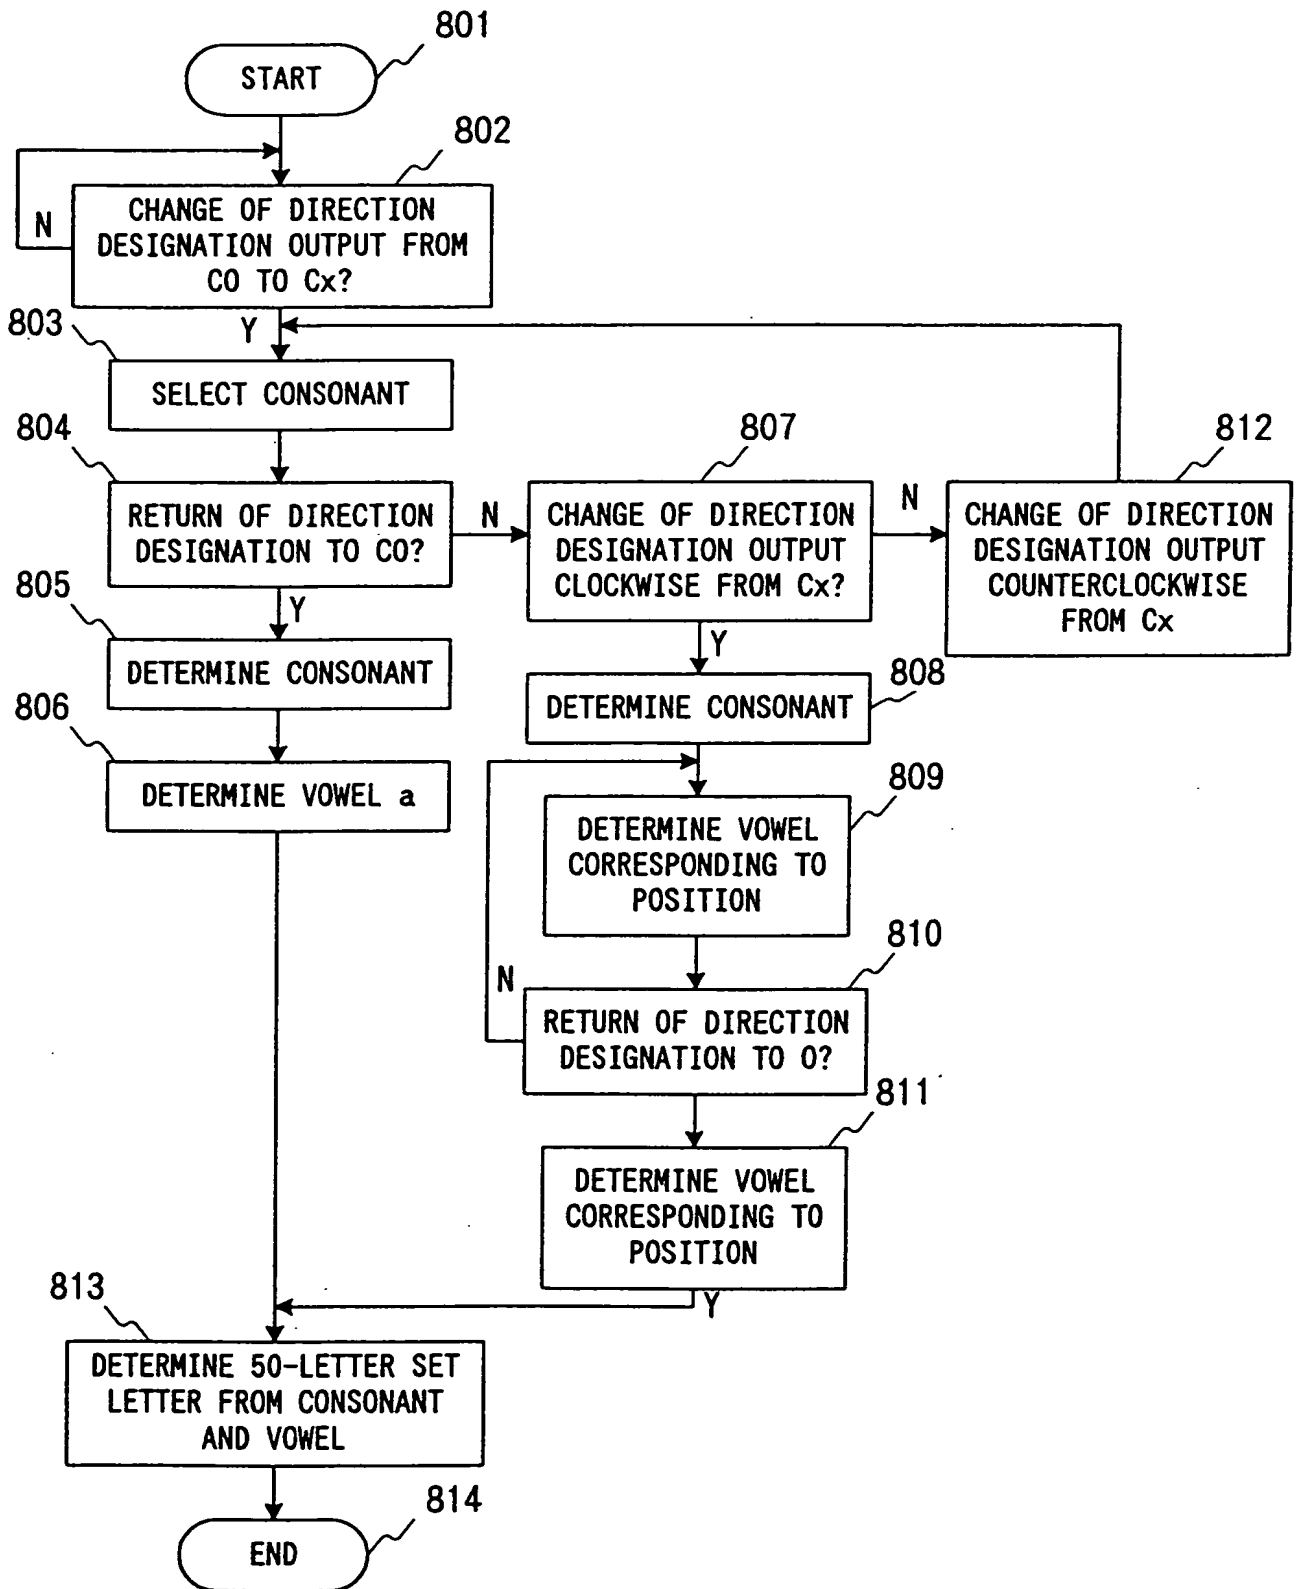 801
START
802
CHANGE OF DIRECTION
DESIGNATION OUTPUT FROM
C0 TO Cx?
N
Y
803
SELECT CONSONANT
804
RETURN OF DIRECTION
DESIGNATION TO C0?
N
Y
807
CHANGE OF DIRECTION
DESIGNATION OUTPUT
CLOCKWISE FROM Cx?
N
Y
812
CHANGE OF DIRECTION
DESIGNATION OUTPUT
COUNTERCLOCKWISE
FROM Cx
805
DETERMINE CONSONANT
806
DETERMINE VOWEL a
808
DETERMINE CONSONANT
809
DETERMINE VOWEL
CORRESPONDING TO
POSITION
810
N
RETURN OF DIRECTION
DESIGNATION TO 0?
811
DETERMINE VOWEL
CORRESPONDING TO
POSITION
Y
813
DETERMINE 50-LETTER SET
LETTER FROM CONSONANT
AND VOWEL
814
END